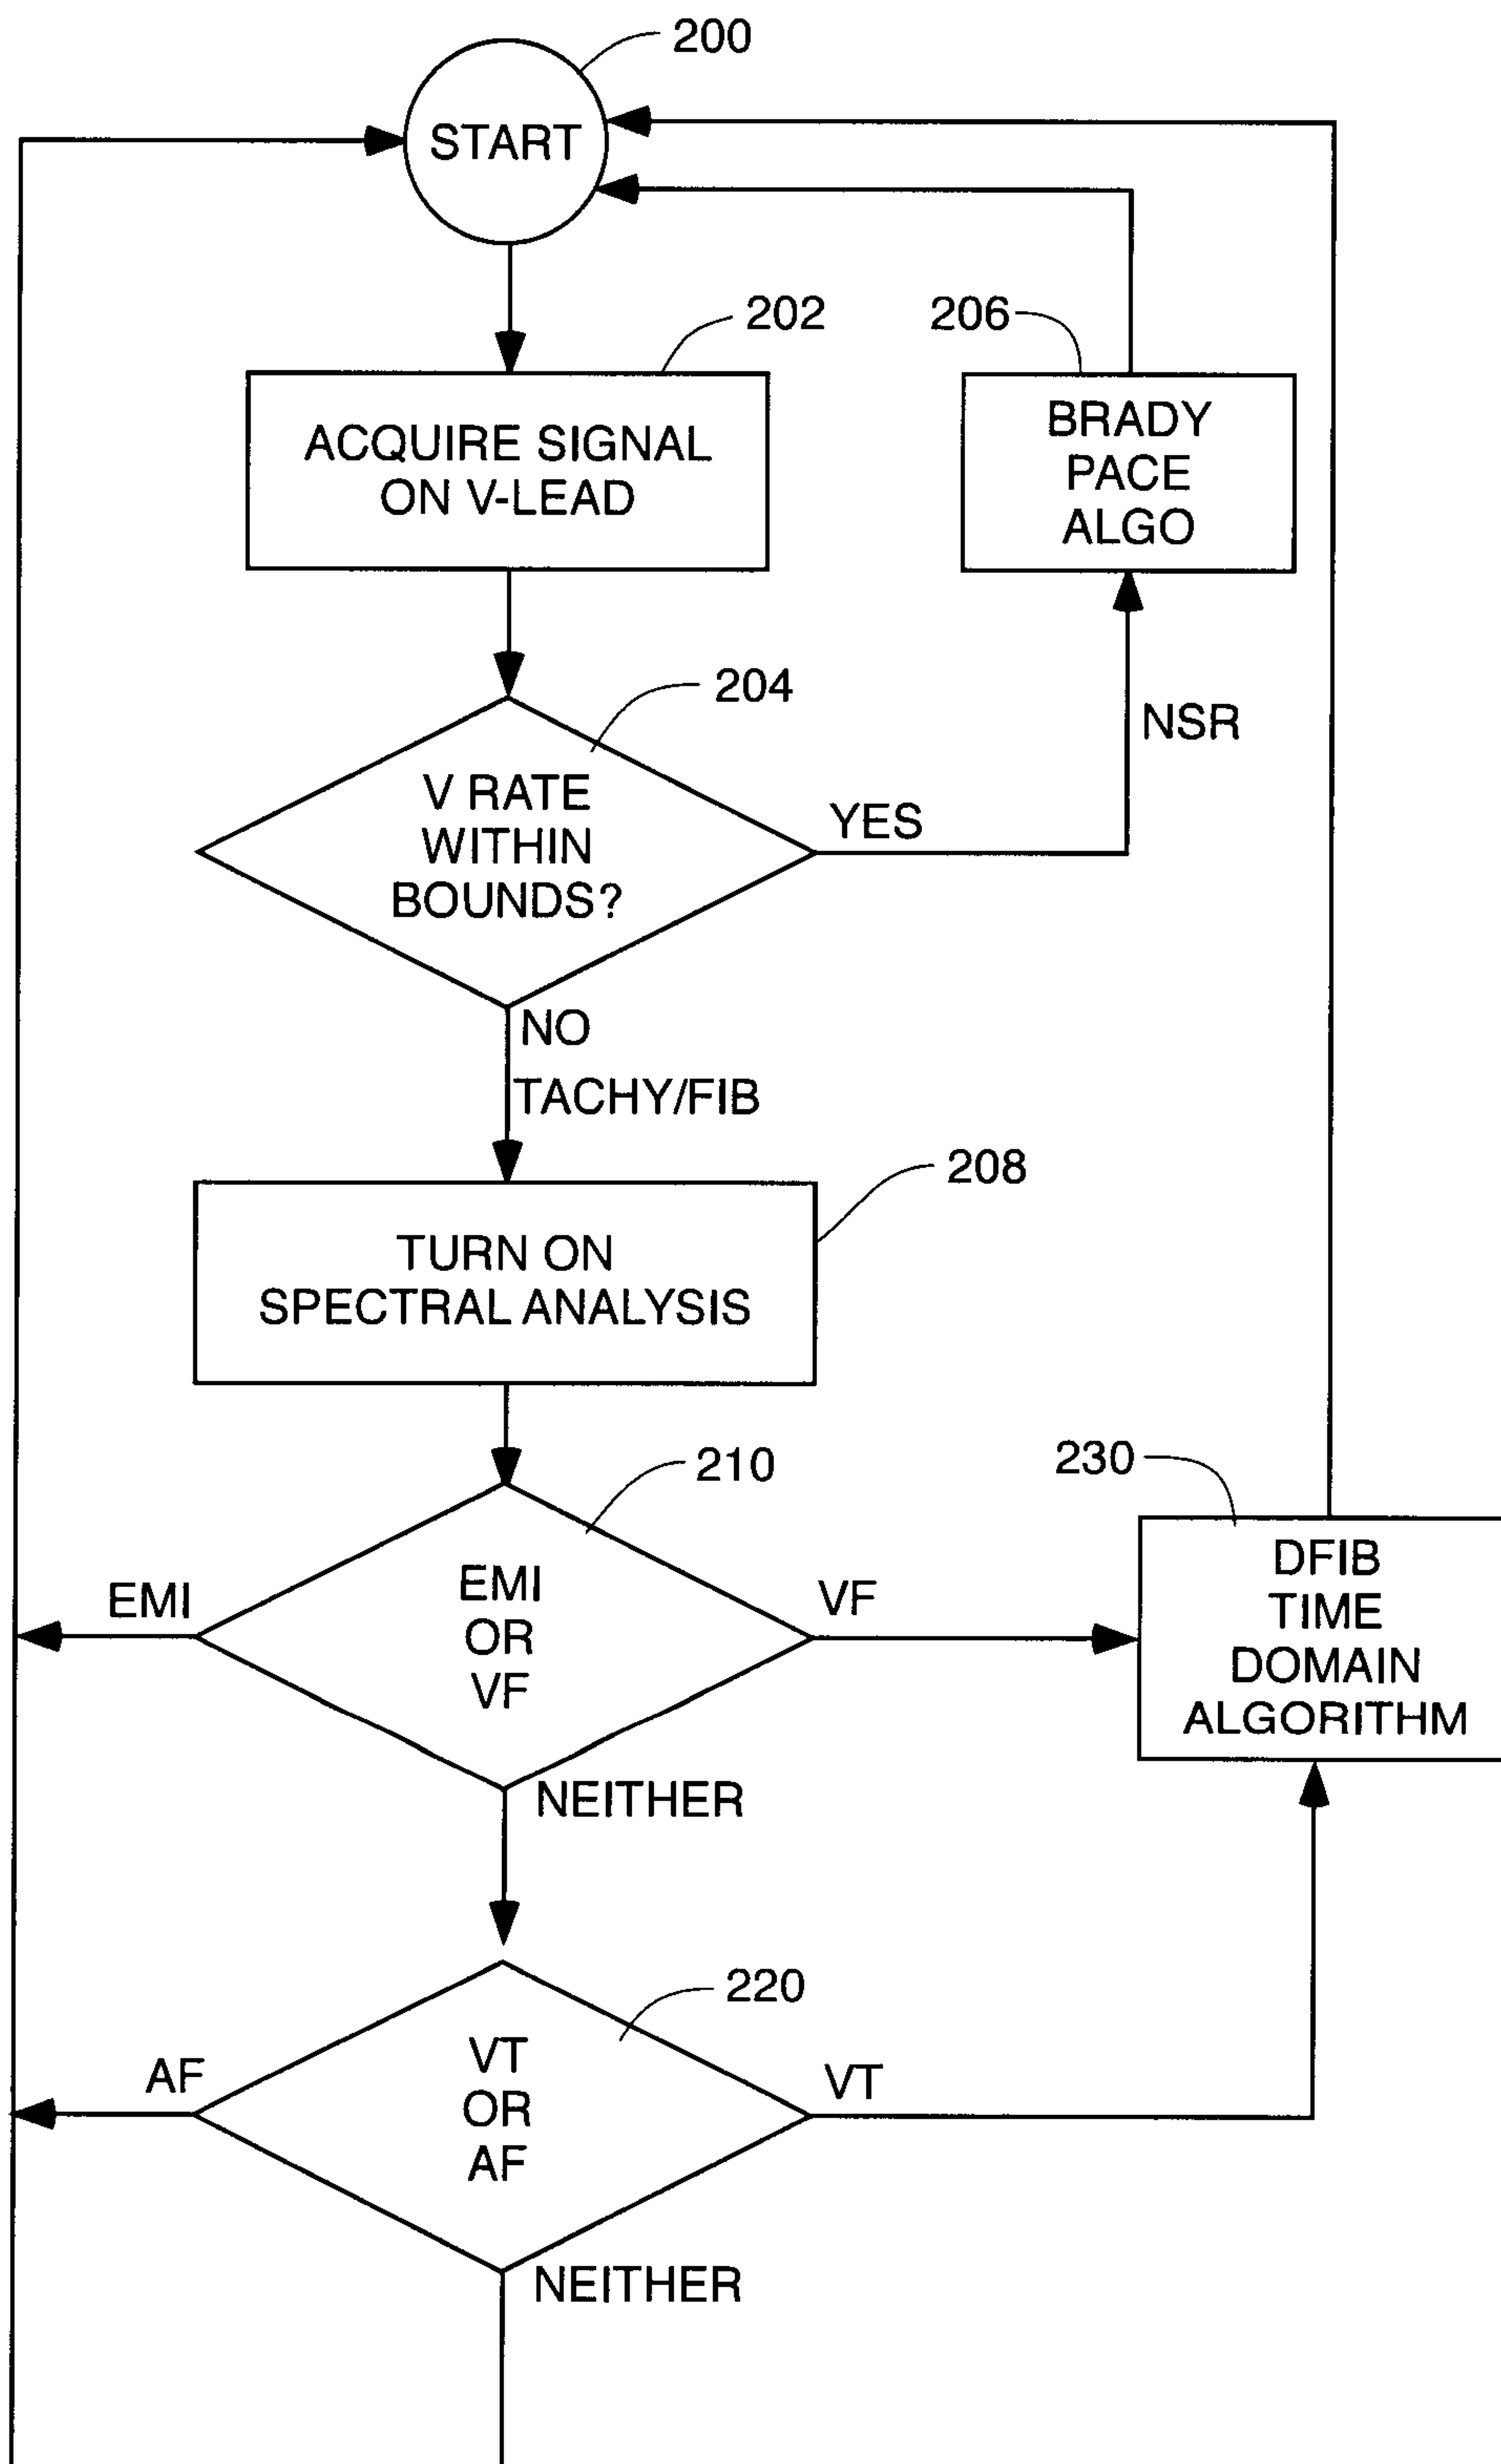 200
START
202
ACQUIRE SIGNAL
ON V-LEAD
206
BRADY
PACE
ALGO
204
V RATE
WITHIN
BOUNDS?
YES
NSR
NO
TACHY/FIB
208
TURN ON
SPECTRAL ANALYSIS
210
EMI
OR
VF
EMI
VF
230
DFIB
TIME
DOMAIN
ALGORITHM
NEITHER
220
VT
OR
AF
AF
VT
NEITHER